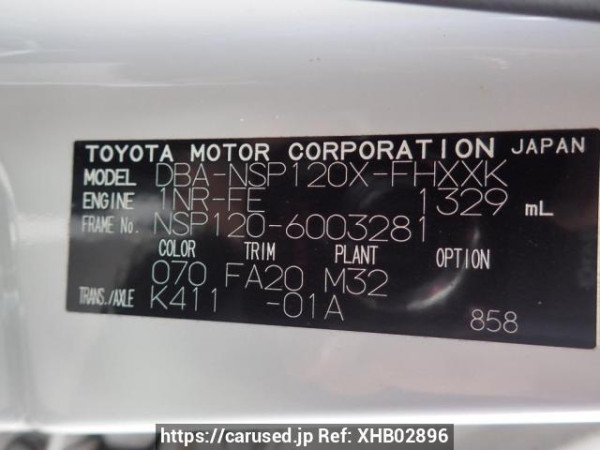 TOYOTA MOTOR CORPORATION JAPAN
MODEL DBA-NSP120X-FHXXK
ENGINE 1NR-FE 1329 mL
FRAME No. NSP120-6003281
COLOR TRIM PLANT OPTION
070 FA20 M32
TRANS./AXLE K411 -01A
858
https://carused.jp Ref: XHB02896